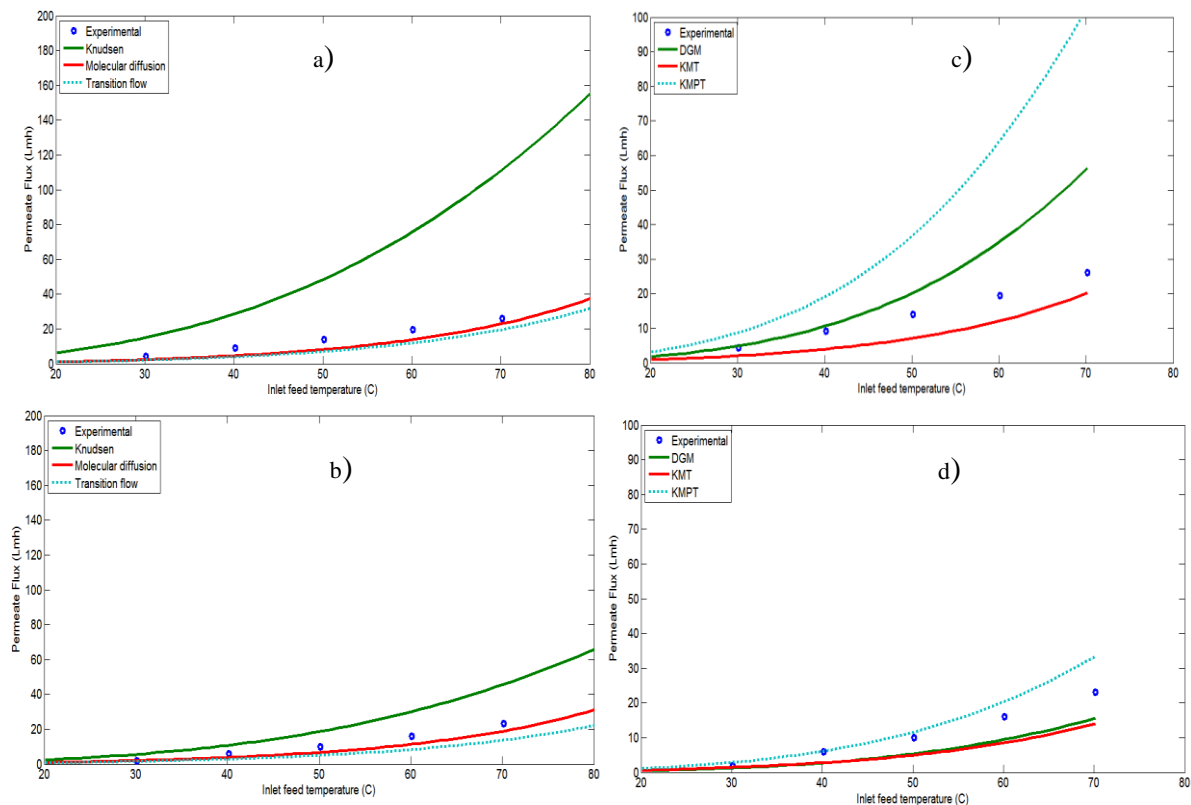 200
180
160
140
120
100
80
60
40
20
0
Permeate Flux (Lmh)
Experimental
Knudsen
Molecular diffusion
Transition flow
a)
20 30 40 50 60 70 80
Inlet feed temperature (C)
100
90
80
70
60
50
40
30
20
10
0
Permeate Flux (Lmh)
Experimental
DGM
KMT
KMPT
c)
20 30 40 50 60 70 80
Inlet feed temperature (C)
200
180
160
140
120
100
80
60
40
20
0
Permeate Flux (Lmh)
Experimental
Knudsen
Molecular diffusion
Transition flow
b)
20 30 40 50 60 70 80
Inlet feed temperature (C)
100
90
80
70
60
50
40
30
20
10
0
Permeate Flux (Lmh)
Experimental
DGM
KMT
KMPT
d)
20 30 40 50 60 70 80
Inlet feed temperature (C)